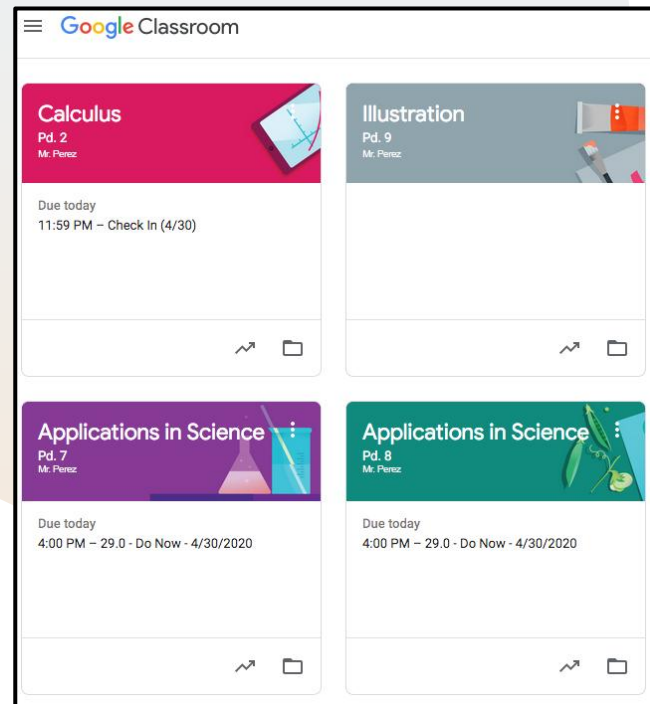 Google Classroom
Calculus
Pd. 2
Mr. Perez
Due today
11:59 PM – Check In (4/30)
Illustration
Pd. 9
Mr. Perez
Applications in Science
Pd. 7
Mr. Perez
Due today
4:00 PM – 29.0 - Do Now - 4/30/2020
Applications in Science
Pd. 8
Mr. Perez
Due today
4:00 PM – 29.0 - Do Now - 4/30/2020